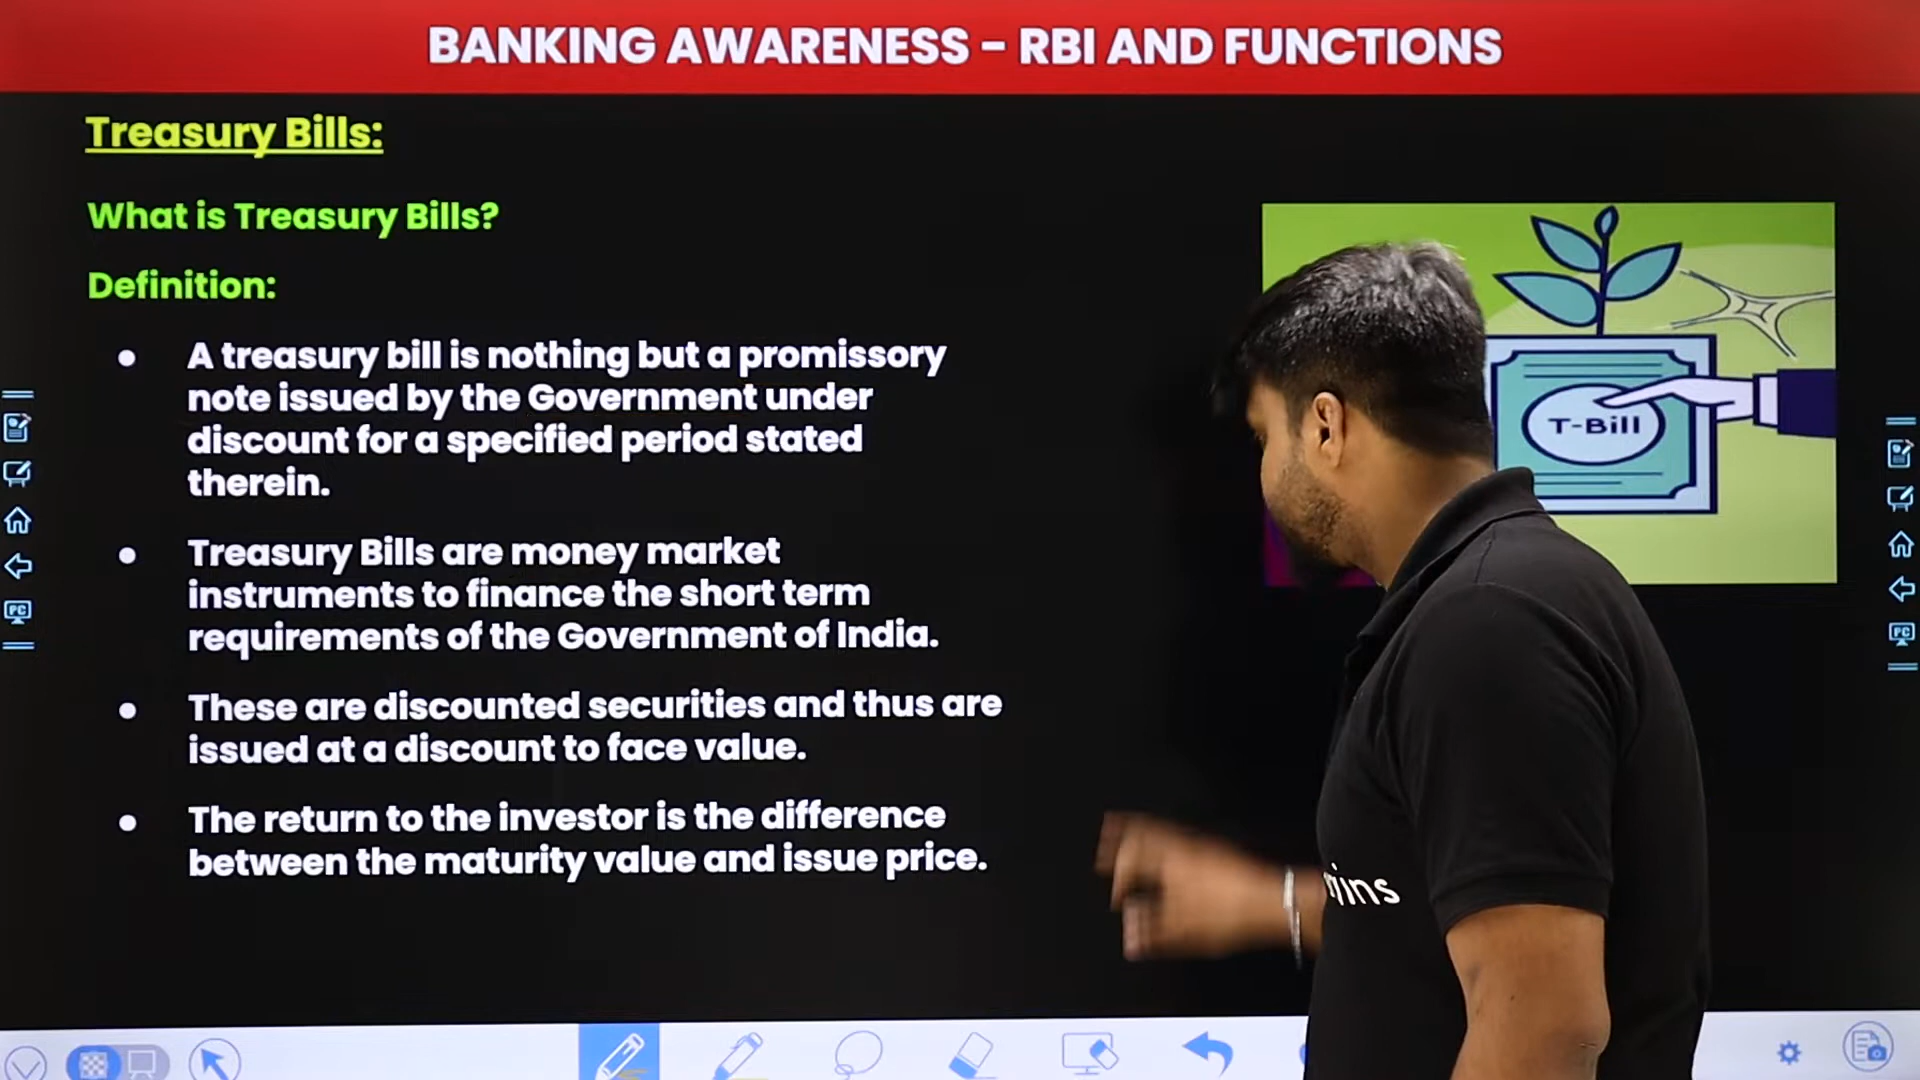 BANKING AWARENESS - RBI AND FUNCTIONS
Treasury Bills:
What is Treasury Bills?
Definition:
● A treasury bill is nothing but a promissory
note issued by the Government under
discount for a specified period stated
therein.
● Treasury Bills are money market
instruments to finance the short term
requirements of the Government of India.
● These are discounted securities and thus are
issued at a discount to face value.
● The return to the investor is the difference
between the maturity value and issue price.
T-Bill
PC
PC